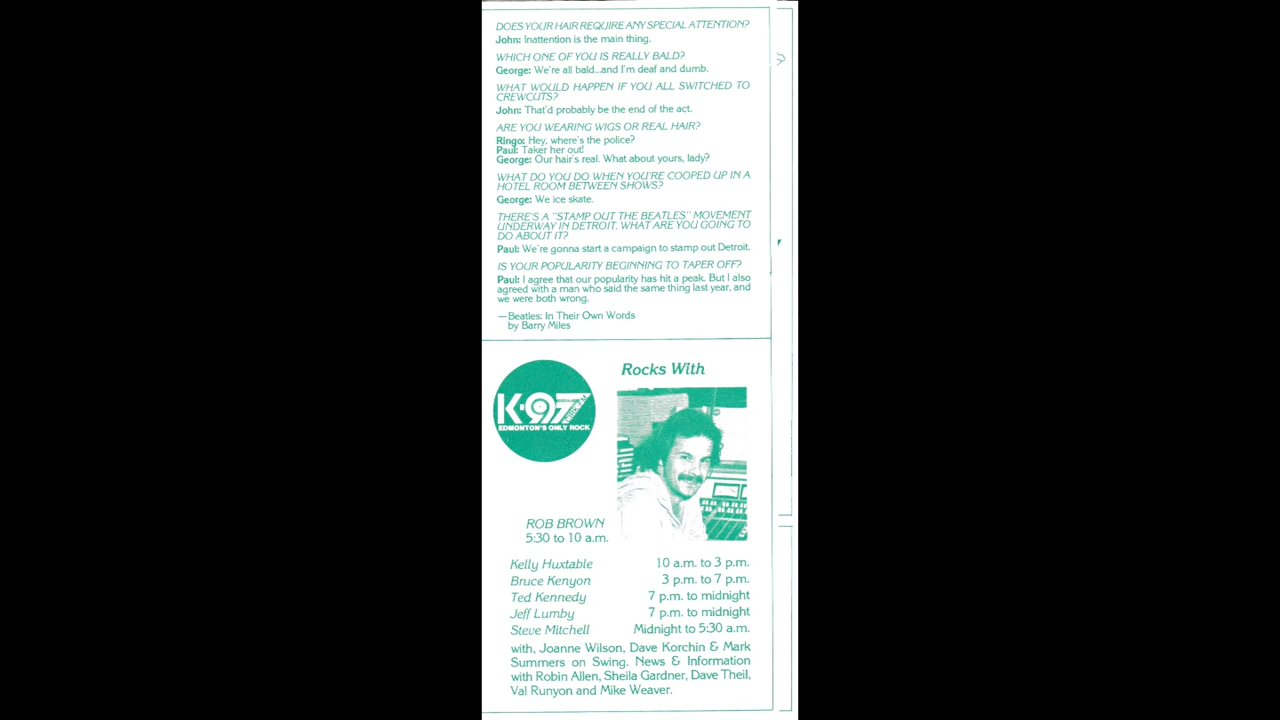 DOES YOUR HAIR REQUIRE ANY SPECIAL ATTENTION?
John: Inattention is the main thing.
WHICH ONE OF YOU IS REALLY BALD?
George: We're all bald...and I'm deaf and dumb.
WHAT WOULD HAPPEN IF YOU ALL SWITCHED TO
CREWCUTS?
John: That'd probably be the end of the act.
ARE YOU WEARING WIGS OR REAL HAIR?
Ringo: Hey, where's the police?
Paul: Taker her out!
George: Our hair's real. What about yours, lady?
WHAT DO YOU DO WHEN YOU'RE COOPED UP IN A
HOTEL ROOM BETWEEN SHOWS?
George: We ice skate.
THERE'S A "STAMP OUT THE BEATLES" MOVEMENT
UNDERWAY IN DETROIT. WHAT ARE YOU GOING TO
DO ABOUT IT?
Paul: We're gonna start a campaign to stamp out Detroit.
IS YOUR POPULARITY BEGINNING TO TAPER OFF?
Paul: I agree that our popularity has hit a peak. But I also
agreed with a man who said the same thing last year, and
we were both wrong.
—Beatles: In Their Own Words
by Barry Miles
K-97
EDMONTON'S ONLY ROCK
Rocks With
ROB BROWN
5:30 to 10 a.m.
Kelly Huxtable 10 a.m. to 3 p.m.
Bruce Kenyon 3 p.m. to 7 p.m.
Ted Kennedy 7 p.m. to midnight
Jeff Lumby 7 p.m. to midnight
Steve Mitchell Midnight to 5:30 a.m.
with, Joanne Wilson, Dave Korchin & Mark
Summers on Swing. News & Information
with Robin Allen, Sheila Gardner, Dave Theil,
Val Runyon and Mike Weaver.